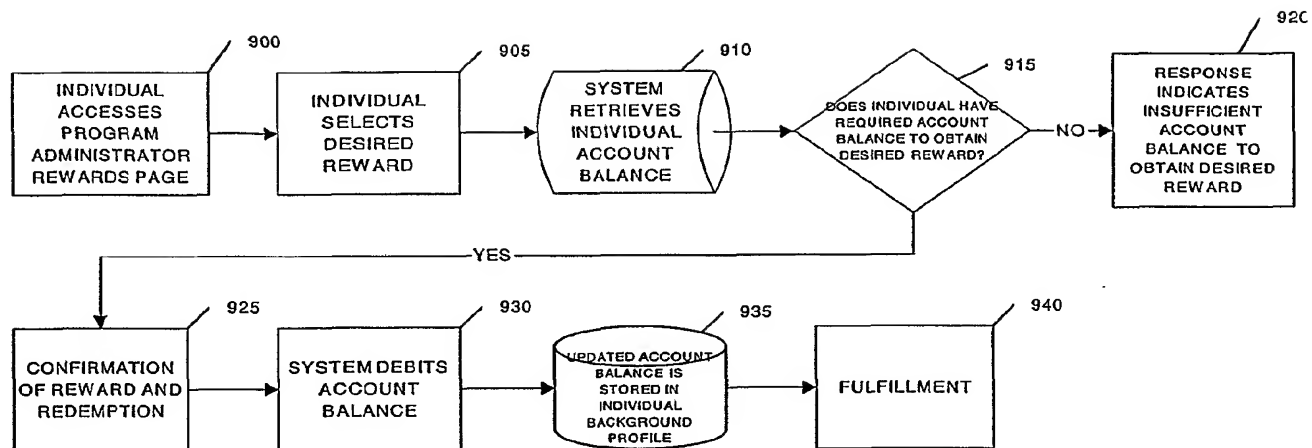 900
INDIVIDUAL
ACCESSES
PROGRAM
ADMINISTRATOR
REWARDS PAGE
905
INDIVIDUAL
SELECTS
DESIRED
REWARD
910
SYSTEM
RETRIEVES
INDIVIDUAL
ACCOUNT
BALANCE
915
DOES INDIVIDUAL HAVE
REQUIRED ACCOUNT
BALANCE TO OBTAIN
DESIRED REWARD?
NO
920
RESPONSE
INDICATES
INSUFFICIENT
ACCOUNT
BALANCE TO
OBTAIN DESIRED
REWARD
YES
925
CONFIRMATION
OF REWARD AND
REDEMPTION
930
SYSTEM DEBITS
ACCOUNT
BALANCE
935
UPDATED ACCOUNT
BALANCE IS
STORED IN
INDIVIDUAL
BACKGROUND
PROFILE
940
FULFILLMENT